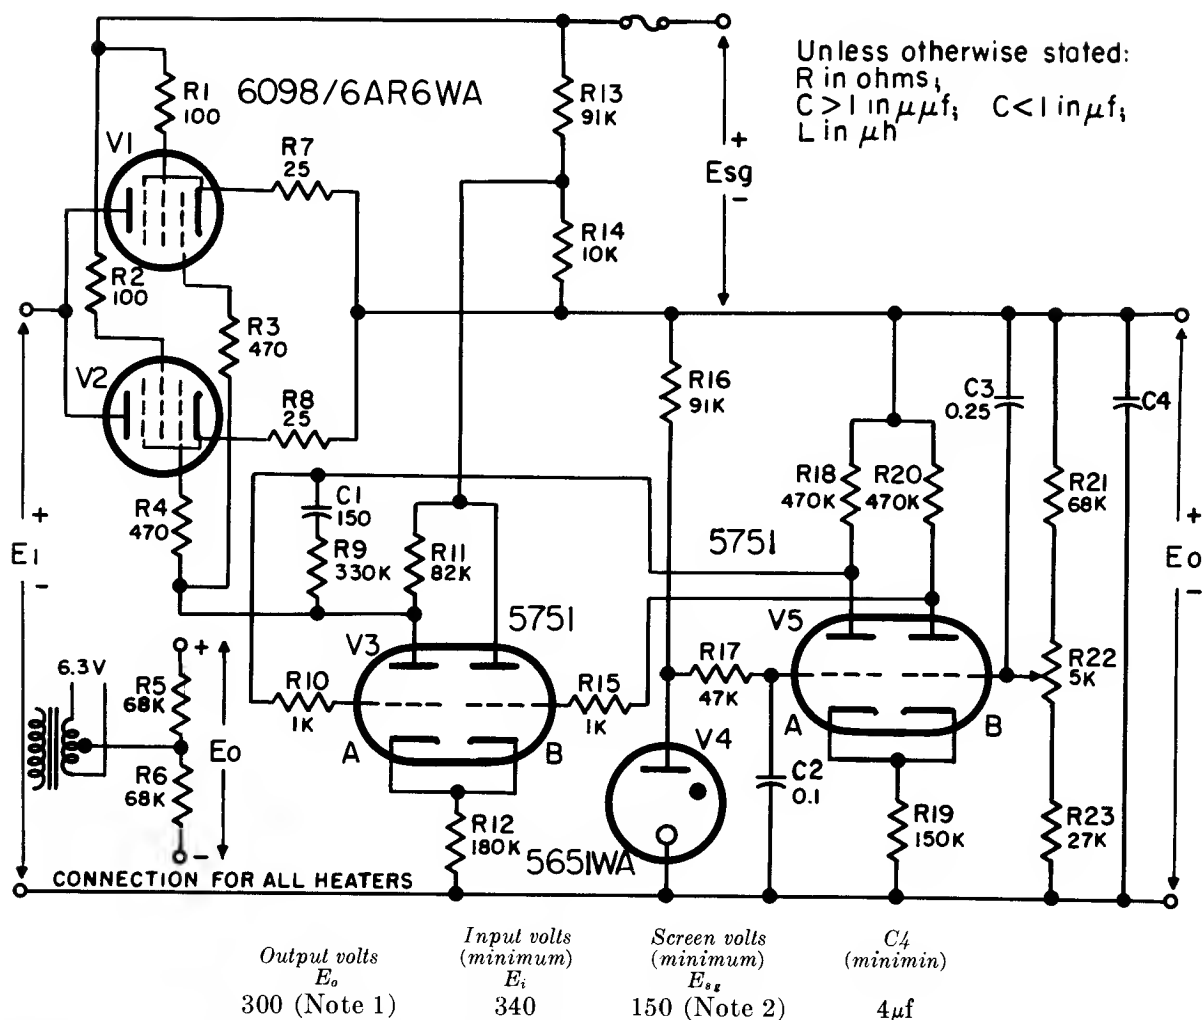 Unless otherwise stated:
R in ohms;
C>1 in μμf; C<1 in μf;
L in μh
6098/6AR6WA
R1
100
V1
R7
25
R13
91K
+
Esg
-
R14
10K
R2
100
R3
470
V2
R8
25
R16
91K
C3
0.25
C4
R4
470
C1
150
R9
330K
R11
82K
R18
470K
R20
470K
R21
68K
+
Ei
-
+
Eo
-
5751
5751
V3
V5
R17
47K
R22
5K
6.3V
+
R5
68K
Eo
R6
68K
-
R10
1K
A
B
R15
1K
A
B
V4
C2
0.1
R12
180K
5651WA
R19
150K
R23
27K
CONNECTION FOR ALL HEATERS
Output volts
Eo
300 (Note 1)
Input volts
(minimum)
Ei
340
Screen volts
(minimum)
Esg
150 (Note 2)
C4
(minimin)
4μf